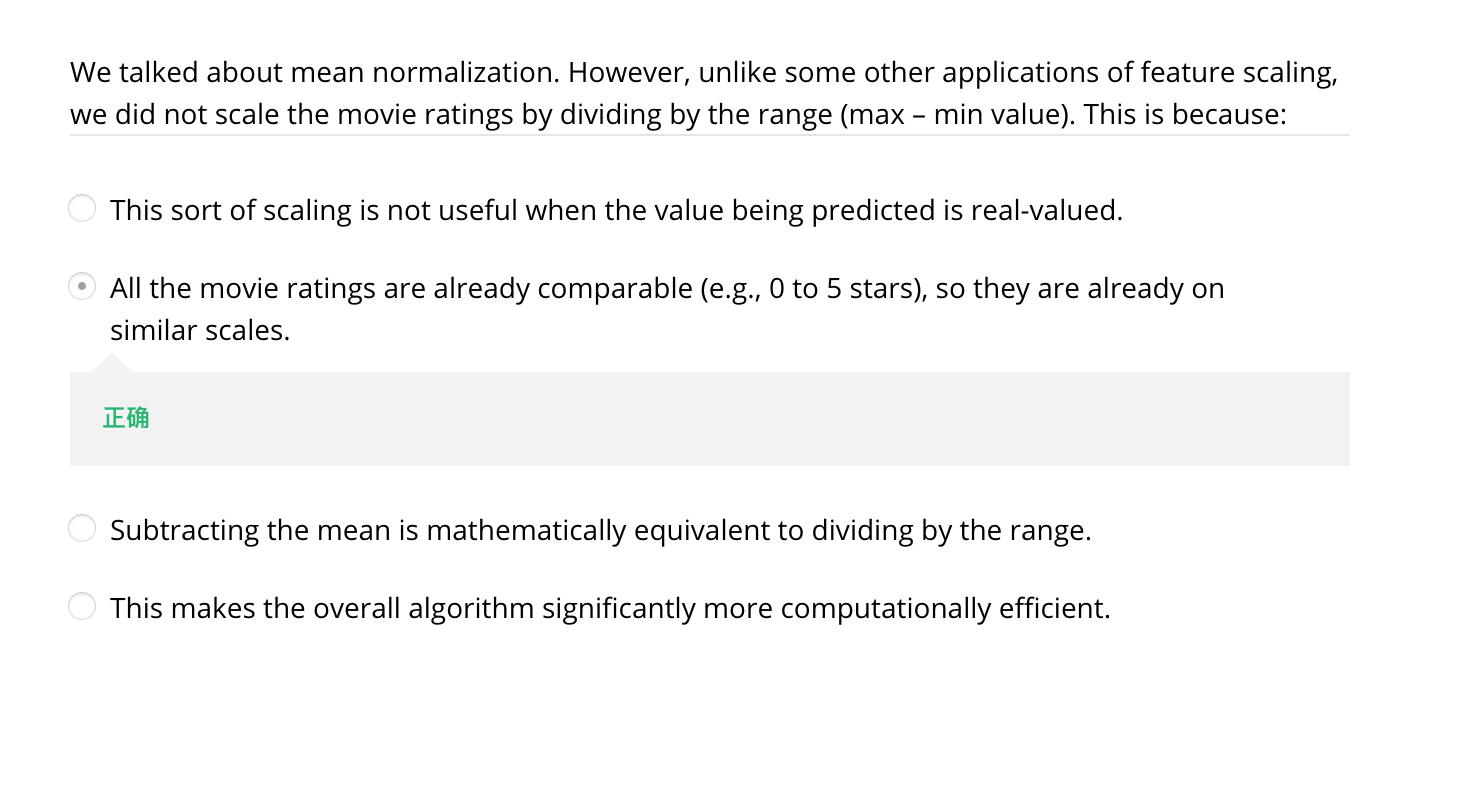 We talked about mean normalization. However, unlike some other applications of feature scaling,
we did not scale the movie ratings by dividing by the range (max – min value). This is because:
This sort of scaling is not useful when the value being predicted is real-valued.
All the movie ratings are already comparable (e.g., 0 to 5 stars), so they are already on
similar scales.
正确
Subtracting the mean is mathematically equivalent to dividing by the range.
This makes the overall algorithm significantly more computationally efficient.